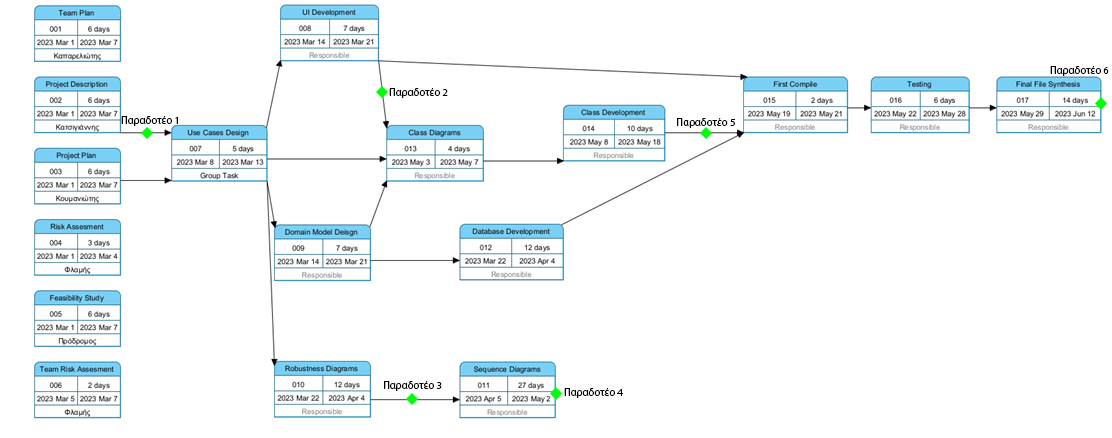 Team Plan
001 6 days
2023 Mar 1 2023 Mar 7
Καπαρελιώτης
Project Description
002 6 days
2023 Mar 1 2023 Mar 7
Κατσιγιάννης
Παραδοτέο 1
Project Plan
003 6 days
2023 Mar 1 2023 Mar 7
Κουμανιώτης
Risk Assesment
004 3 days
2023 Mar 1 2023 Mar 4
Φλαμής
Feasibility Study
005 6 days
2023 Mar 1 2023 Mar 7
Πρόδρομος
Team Risk Assesment
006 2 days
2023 Mar 5 2023 Mar 7
Φλαμής
Use Cases Design
007 5 days
2023 Mar 8 2023 Mar 13
Group Task
UI Development
008 7 days
2023 Mar 14 2023 Mar 21
Responsible
Παραδοτέο 2
Domain Model Deisgn
009 7 days
2023 Mar 14 2023 Mar 21
Responsible
Robustness Diagrams
010 12 days
2023 Mar 22 2023 Apr 4
Responsible
Παραδοτέο 3
Class Diagrams
013 4 days
2023 May 3 2023 May 7
Responsible
Database Development
012 12 days
2023 Mar 22 2023 Apr 4
Responsible
Sequence Diagrams
011 27 days
2023 Apr 5 2023 May 2
Responsible
Παραδοτέο 4
Class Development
014 10 days
2023 May 8 2023 May 18
Responsible
Παραδοτέο 5
First Compile
015 2 days
2023 May 19 2023 May 21
Responsible
Testing
016 6 days
2023 May 22 2023 May 28
Responsible
Παραδοτέο 6
Final File Synthesis
017 14 days
2023 May 29 2023 Jun 12
Responsible